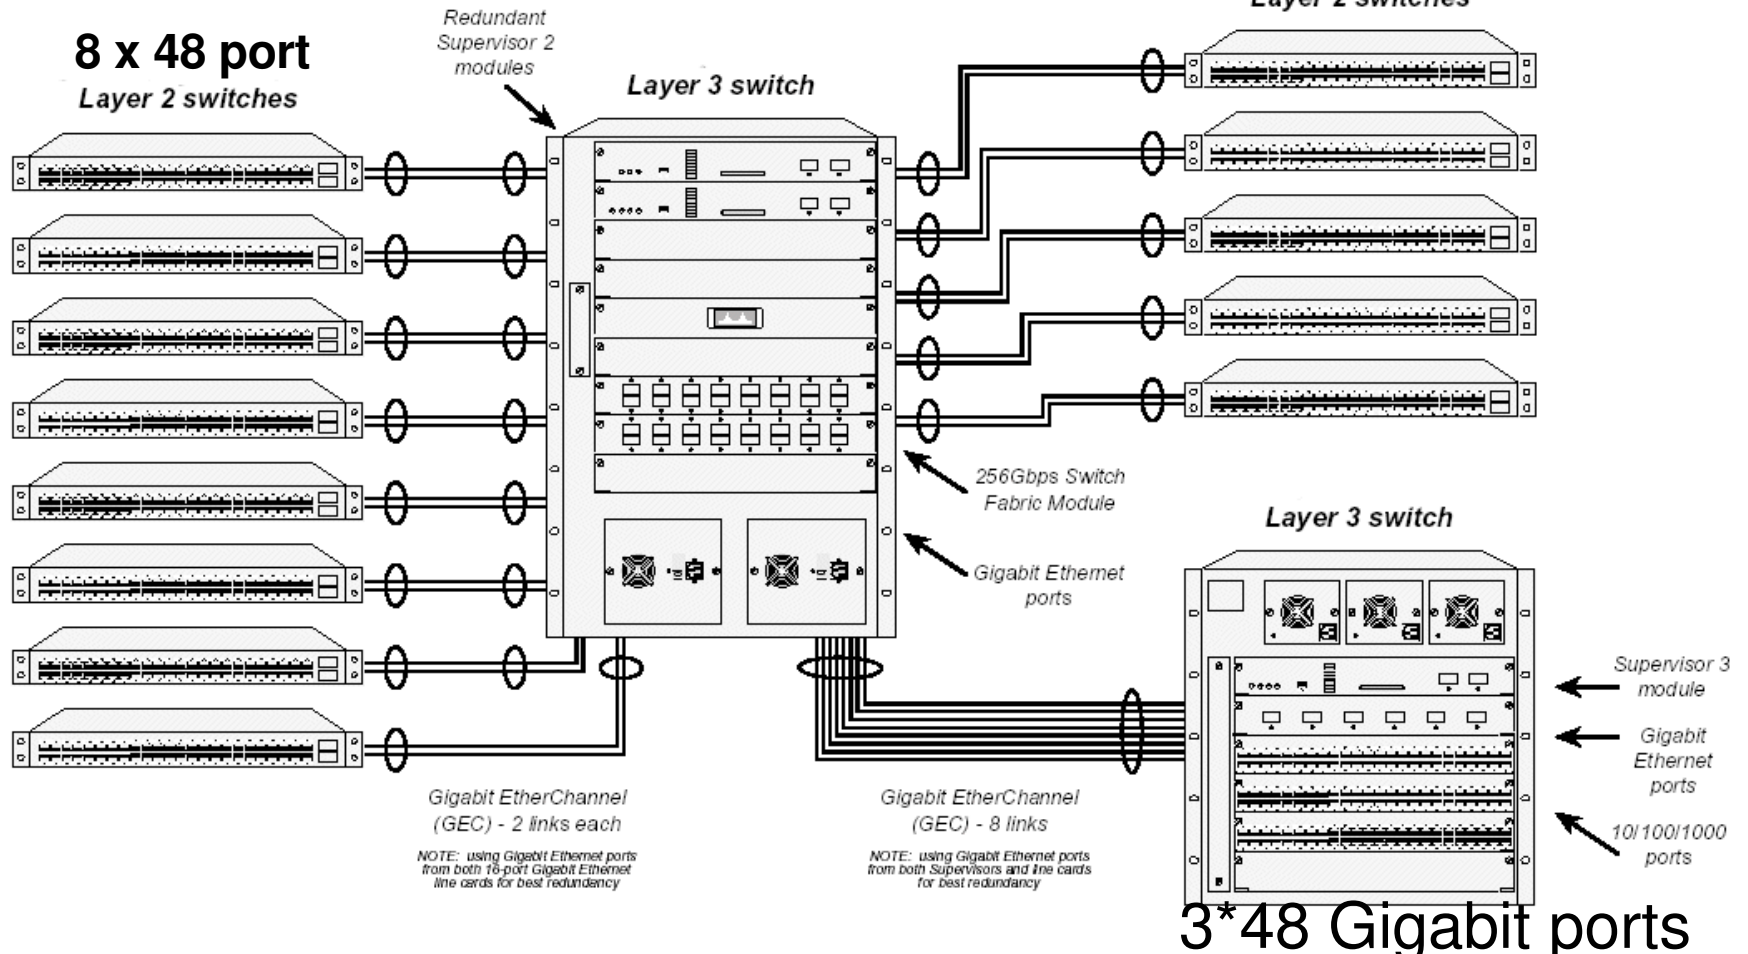 Layer 2 switches
Redundant
Supervisor 2
modules
8 x 48 port
Layer 2 switches
Layer 3 switch
256Gbps Switch
Fabric Module
Gigabit Ethernet
ports
Layer 3 switch
Supervisor 3
module
Gigabit
Ethernet
ports
10/100/1000
ports
Gigabit EtherChannel
(GEC) - 2 links each
NOTE: using Gigabit Ethernet ports
from both 16-port Gigabit Ethernet
line cards for best redundancy
Gigabit EtherChannel
(GEC) - 8 links
NOTE: using Gigabit Ethernet ports
from both Supervisors and line cards
for best redundancy
3*48 Gigabit ports